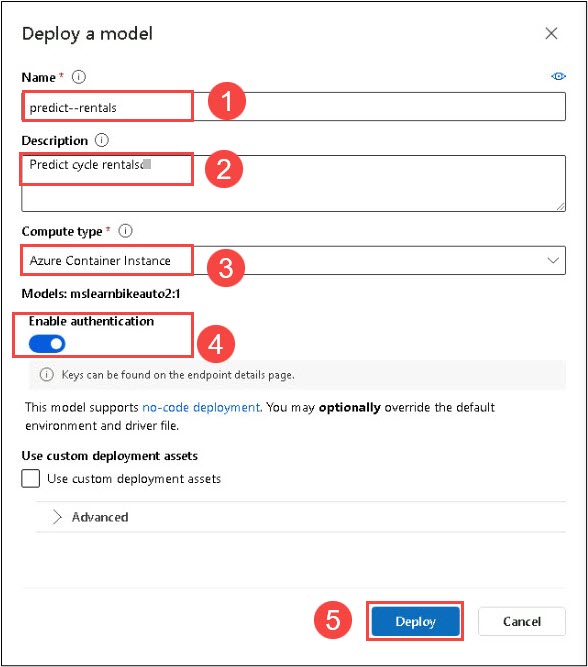 Deploy a model
Name *
predict--rentals
1
Description
Predict cycle rentals
2
Compute type *
Azure Container Instance
3
Models: mslearnbikeauto2:1
Enable authentication
4
Keys can be found on the endpoint details page.
This model supports no-code deployment. You may optionally override the default
environment and driver file.
Use custom deployment assets
Use custom deployment assets
Advanced
5
Deploy
Cancel